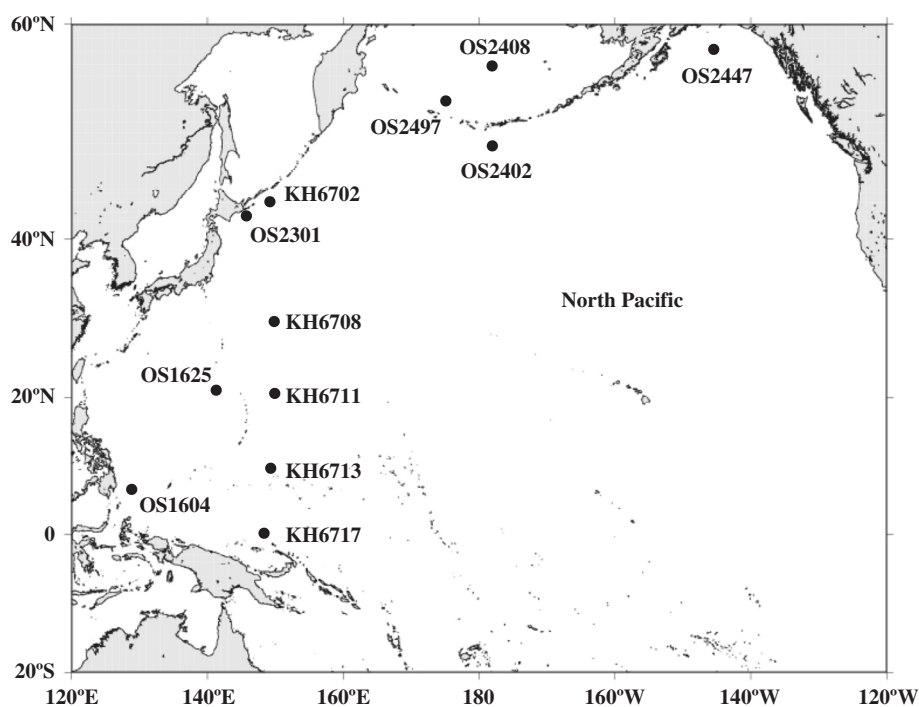 60ºN
OS2408
OS2447
OS2497
OS2402
KH6702
OS2301
40ºN
North Pacific
KH6708
OS1625
KH6711
20ºN
KH6713
OS1604
KH6717
0
20ºS
120ºE
140ºE
160ºE
180º
160ºW
140ºW
120ºW